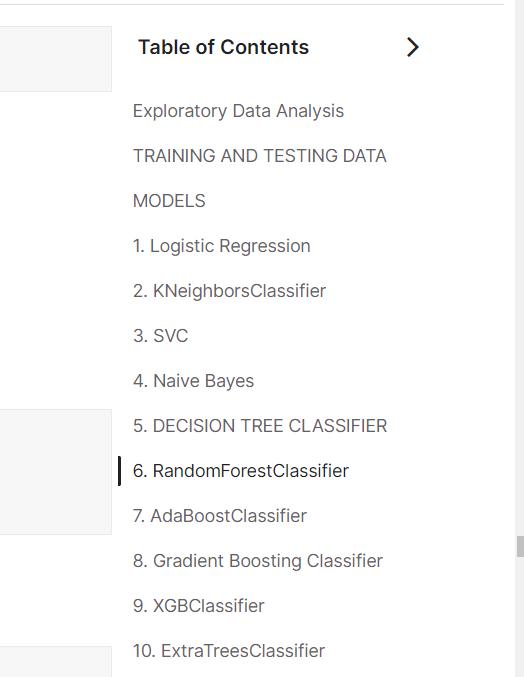 Table of Contents
Exploratory Data Analysis
TRAINING AND TESTING DATA
MODELS
1. Logistic Regression
2. KNeighborsClassifier
3. SVC
4. Naive Bayes
5. DECISION TREE CLASSIFIER
6. RandomForestClassifier
7. AdaBoostClassifier
8. Gradient Boosting Classifier
9. XGBClassifier
10. ExtraTreesClassifier